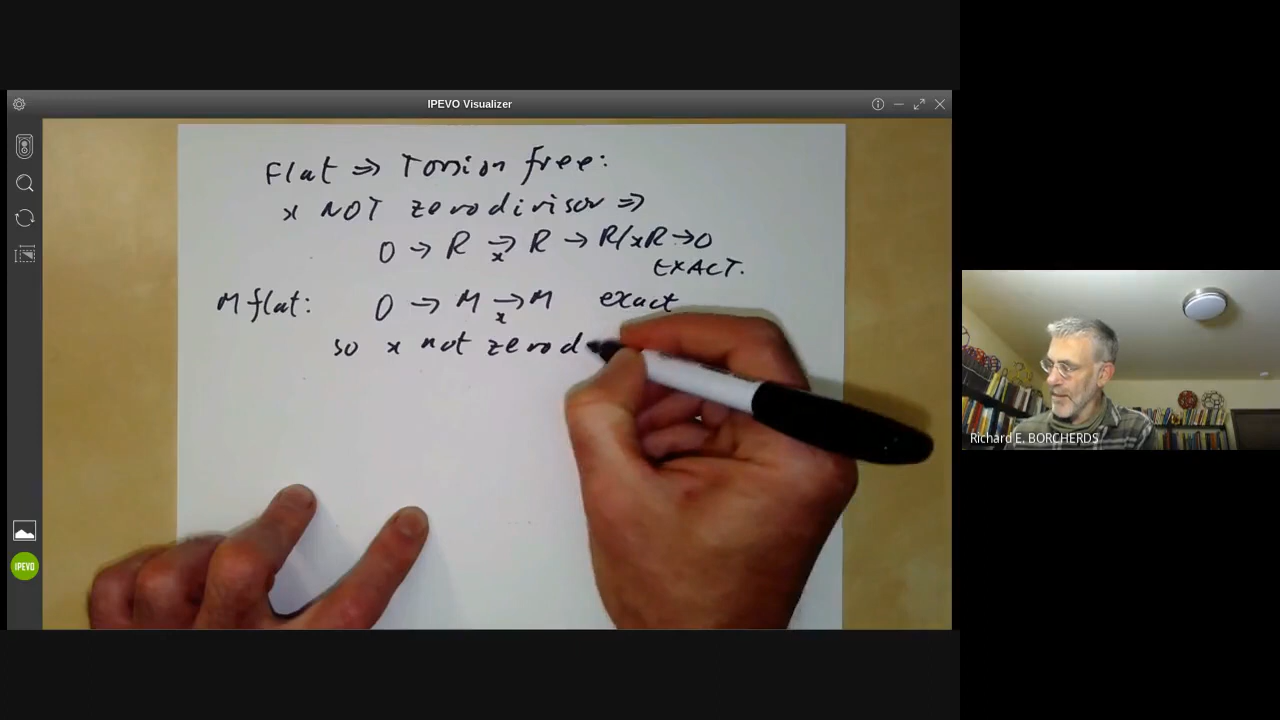 IPEVO Visualizer
Flat ⇒ Torsion free:
x NOT zerodivisor ⇒
0 → R →x R → R/xR → 0
EXACT.
M flat: 0 → M →x M exact
so x not zerod
Richard E. BORCHERDS
IPEVO